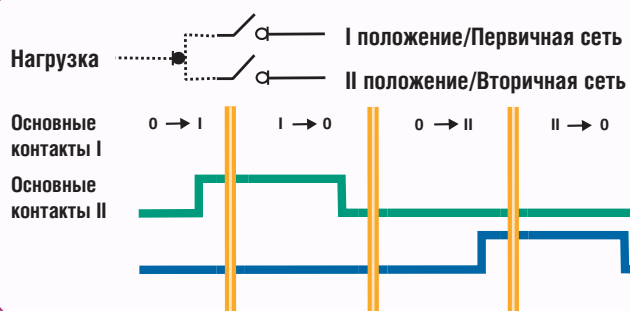 I положение/Первичная сеть
Нагрузка
II положение/Вторичная сеть
Основные контакты I
0 → I
I → 0
0 → II
II → 0
Основные контакты II